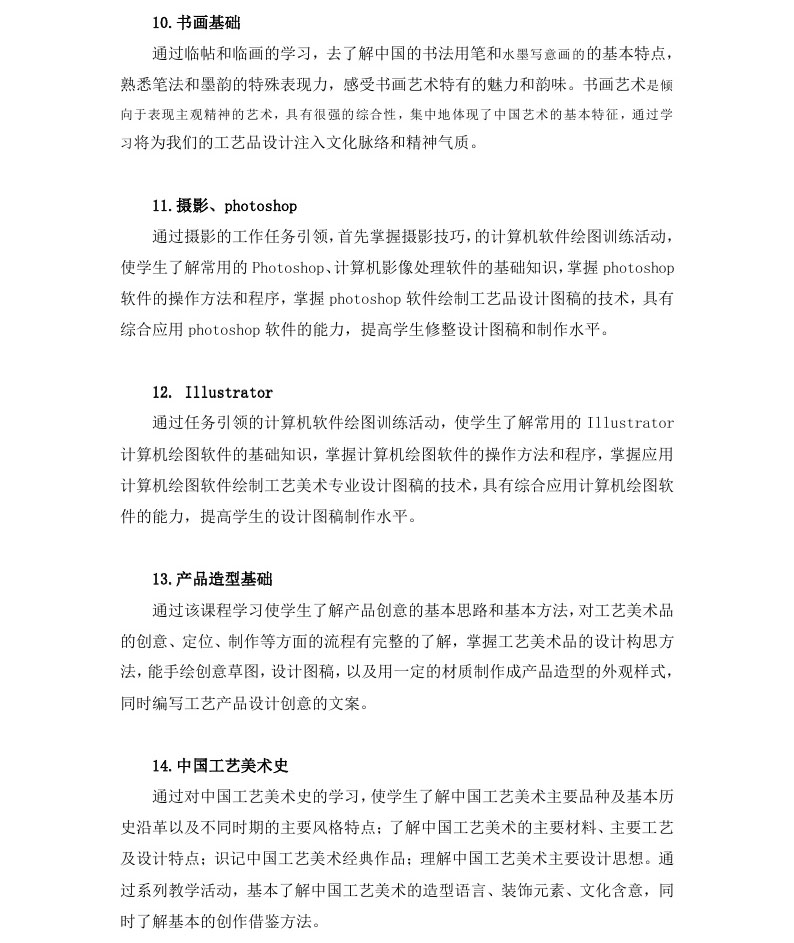 10.书画基础
通过临帖和临画的学习，去了解中国的书法用笔和水墨写意画的的基本特点，
熟悉笔法和墨韵的特殊表现力，感受书画艺术特有的魅力和韵味。书画艺术是倾
向于表现主观精神的艺术，具有很强的综合性，集中地体现了中国艺术的基本特征，通过学
习将为我们的工艺品设计注入文化脉络和精神气质。
11.摄影、photoshop
通过摄影的工作任务引领，首先掌握摄影技巧，的计算机软件绘图训练活动，
使学生了解常用的 Photoshop、计算机影像处理软件的基础知识，掌握 photoshop
软件的操作方法和程序，掌握 photoshop 软件绘制工艺品设计图稿的技术，具有
综合应用 photoshop 软件的能力，提高学生修整设计图稿和制作水平。
12. Illustrator
通过任务引领的计算机软件绘图训练活动，使学生了解常用的 Illustrator
计算机绘图软件的基础知识，掌握计算机绘图软件的操作方法和程序，掌握应用
计算机绘图软件绘制工艺美术专业设计图稿的技术，具有综合应用计算机绘图软
件的能力，提高学生的设计图稿制作水平。
13.产品造型基础
通过该课程学习使学生了解产品创意的基本思路和基本方法，对工艺美术品
的创意、定位、制作等方面的流程有完整的了解，掌握工艺美术品的设计构思方
法，能手绘创意草图，设计图稿，以及用一定的材质制作成产品造型的外观样式，
同时编写工艺产品设计创意的文案。
14.中国工艺美术史
通过对中国工艺美术史的学习，使学生了解中国工艺美术主要品种及基本历
史沿革以及不同时期的主要风格特点；了解中国工艺美术的主要材料、主要工艺
及设计特点；识记中国工艺美术经典作品；理解中国工艺美术主要设计思想。通
过系列教学活动，基本了解中国工艺美术的造型语言、装饰元素、文化含意，同
时了解基本的创作借鉴方法。